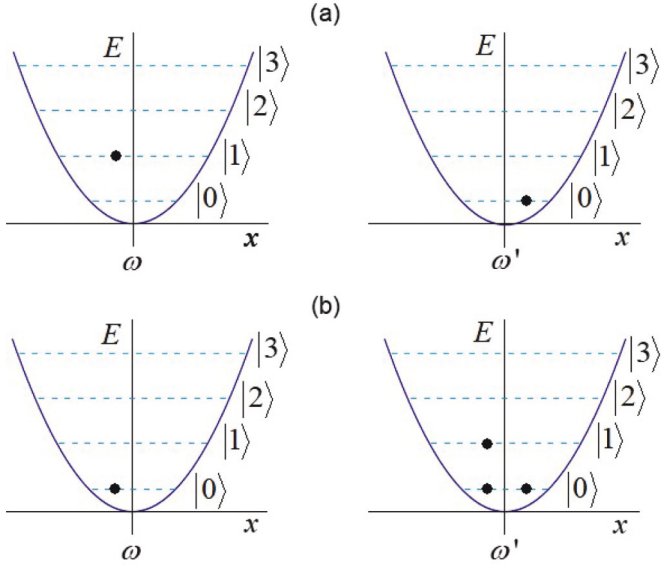 (a)
E E
|3⟩ |3⟩
|2⟩ |2⟩
|1⟩ |1⟩
|0⟩ |0⟩
x x
ω ω'
(b)
E E
|3⟩ |3⟩
|2⟩ |2⟩
|1⟩ |1⟩
|0⟩ |0⟩
x x
ω ω'